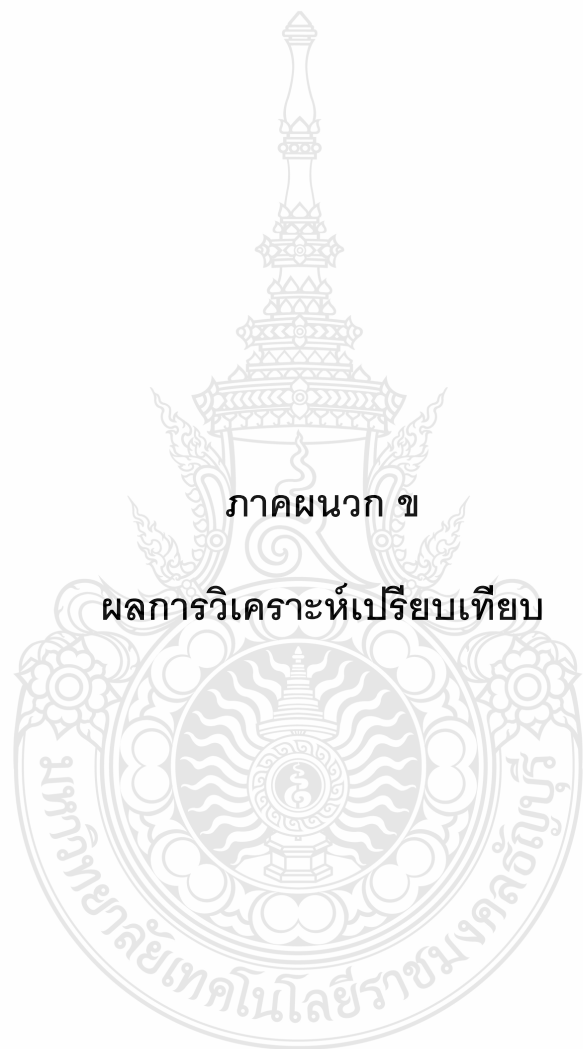 ภาคผนวก ข
ผลการวิเคราะห์เปรียบเทียบ
มหาวิทยาลัยเทคโนโลยีราชมงคลธัญบุรี